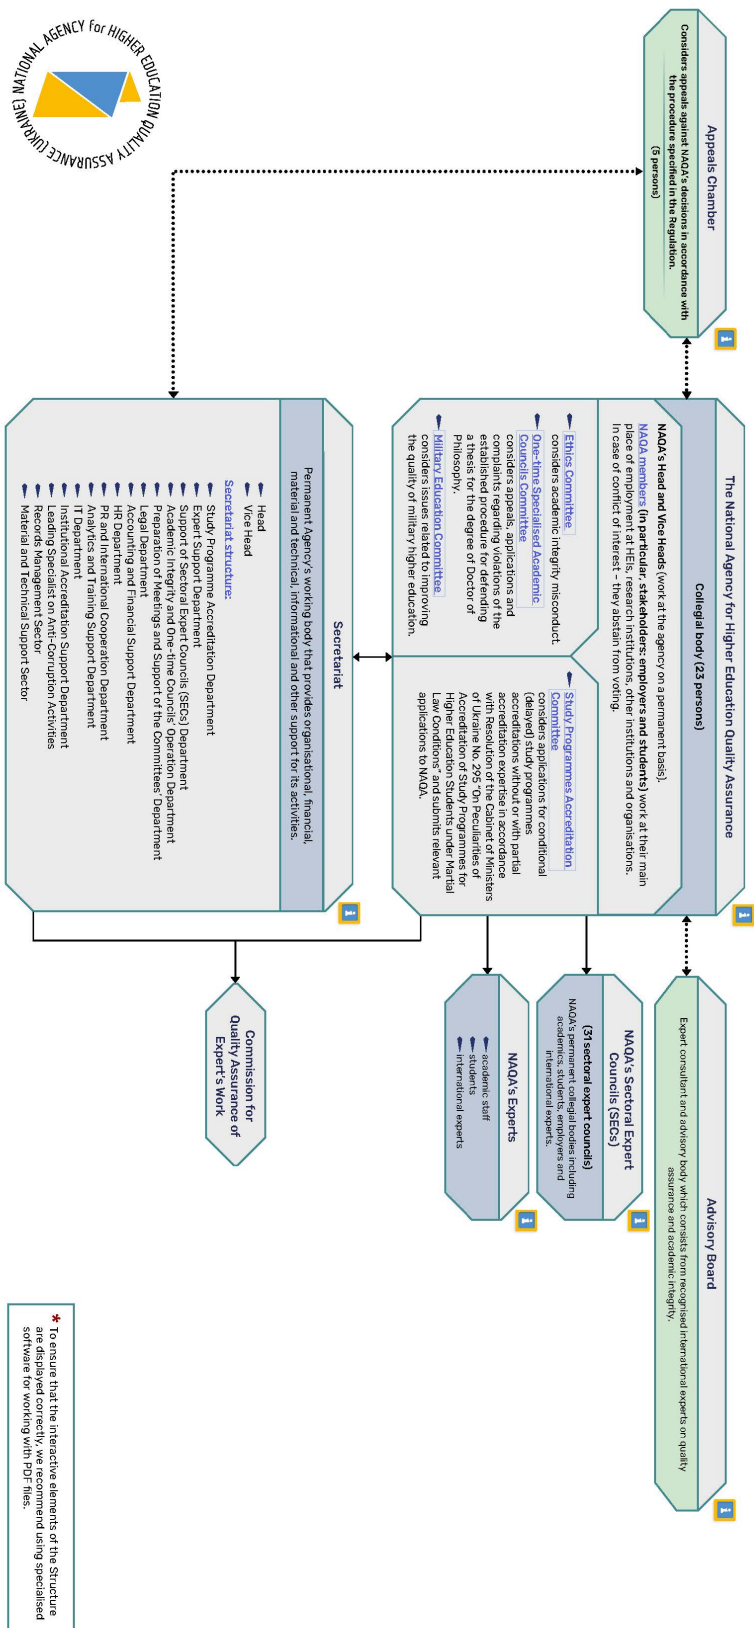 NATIONAL AGENCY for HIGHER EDUCATION QUALITY ASSURANCE (UKRAINE)
Appeals Chamber
Considers appeals against NAQA's decisions in accordance with
the procedure specified in the Regulation.
(5 persons)
The National Agency for Higher Education Quality Assurance
Collegial body (23 persons)
NAQA's Head and Vice Heads (work at the agency on a permanent basis).
NAQA members (in particular, stakeholders: employers and students) work at their main
place of employment at HEIs, research institutions, other institutions and organisations.
In case of conflict of interest – they abstain from voting.
Ethics Committee
considers academic integrity misconduct.
One-time Specialised Academic
Councils Committee
considers appeals, applications and
complaints regarding violations of the
established procedure for defending
a thesis for the degree of Doctor of
Philosophy.
Military Education Committee
considers issues related to improving
the quality of military higher education.
Study Programmes Accreditation
Committee
considers applications for conditional
(delayed) study programmes
accreditations without or with partial
accreditation expertise in accordance
with Resolution of the Cabinet of Ministers
of Ukraine No. 295 "On Peculiarities of
Accreditation of Study Programmes for
Higher Education Students under Martial
Law Conditions" and submits relevant
applications to NAQA.
Advisory Board
Expert consultant and advisory body which consists from recognised international experts on quality
assurance and academic integrity.
NAQA's Sectoral Expert
Councils (SECs)
(31 sectoral expert councils)
NAQA's permanent collegial bodies including
academics, students, employers and
international experts.
NAQA's Experts
academic staff
students
international experts
Secretariat
Permanent Agency's working body that provides organisational, financial,
material and technical, informational and other support for its activities.
Head
Vice Head
Secretariat structure:
Study Programme Accreditation Department
Expert Support Department
Support of Sectoral Expert Councils (SECs) Department
Academic Integrity and One-time Councils' Operation Department
Preparation of Meetings and Support of the Committees' Department
Legal Department
Accounting and Financial Support Department
HR Department
PR and International Cooperation Department
Analytics and Training Support Department
IT Department
Institutional Accreditation Support Department
Leading Specialist on Anti-Corruption Activities
Records Management Sector
Material and Technical Support Sector
Commission for
Quality Assurance of
Expert's Work
* To ensure that the interactive elements of the Structure
are displayed correctly, we recommend using specialised
software for working with PDF files.